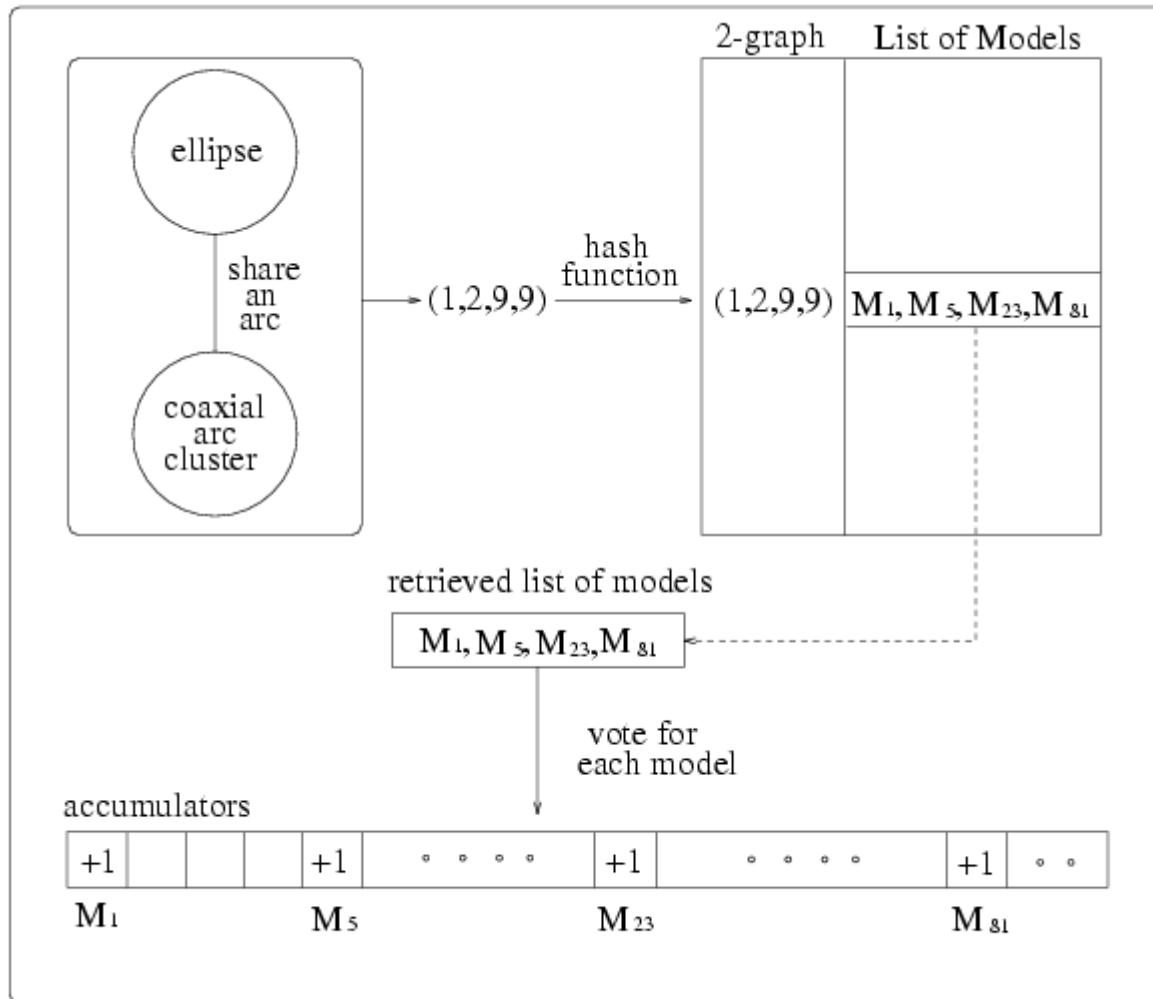 2-graph
List of Models
ellipse
share
an
arc
coaxial
arc
cluster
(1,2,9,9)
hash
function
(1,2,9,9)
M₁, M₅, M₂₃, M₈₁
retrieved list of models
M₁, M₅, M₂₃, M₈₁
vote for
each model
accumulators
+1 +1 +1 +1
M₁ M₅ M₂₃ M₈₁